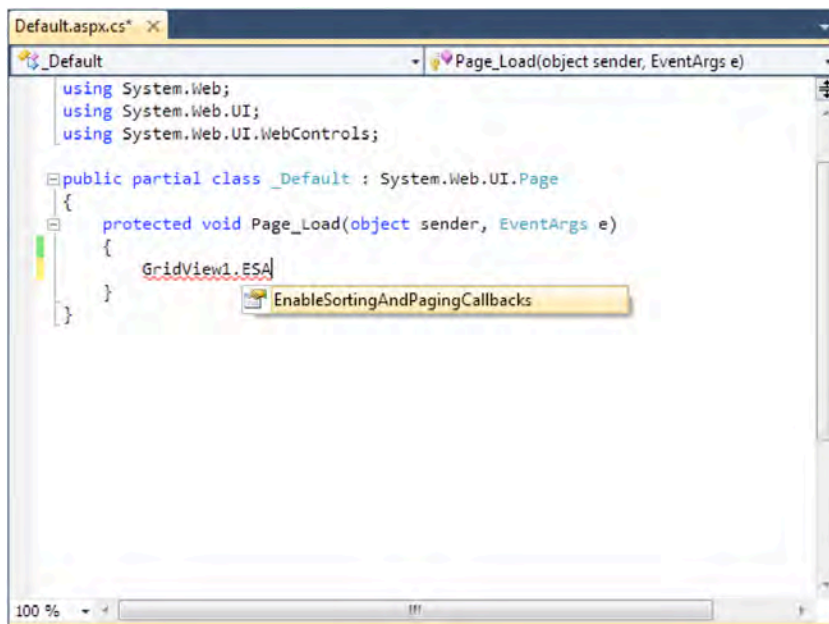 Default.aspx.cs*
_Default
Page_Load(object sender, EventArgs e)
using System.Web;
using System.Web.UI;
using System.Web.UI.WebControls;
public partial class _Default : System.Web.UI.Page
{
protected void Page_Load(object sender, EventArgs e)
{
GridView1.ESA
EnableSortingAndPagingCallbacks
}
}
100 %